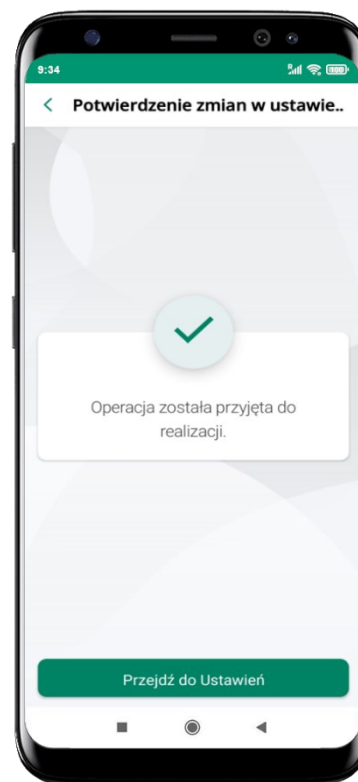 9:34
Potwierdzenie zmian w ustawie..
Operacja została przyjęta do
realizacji.
Przejdź do Ustawień